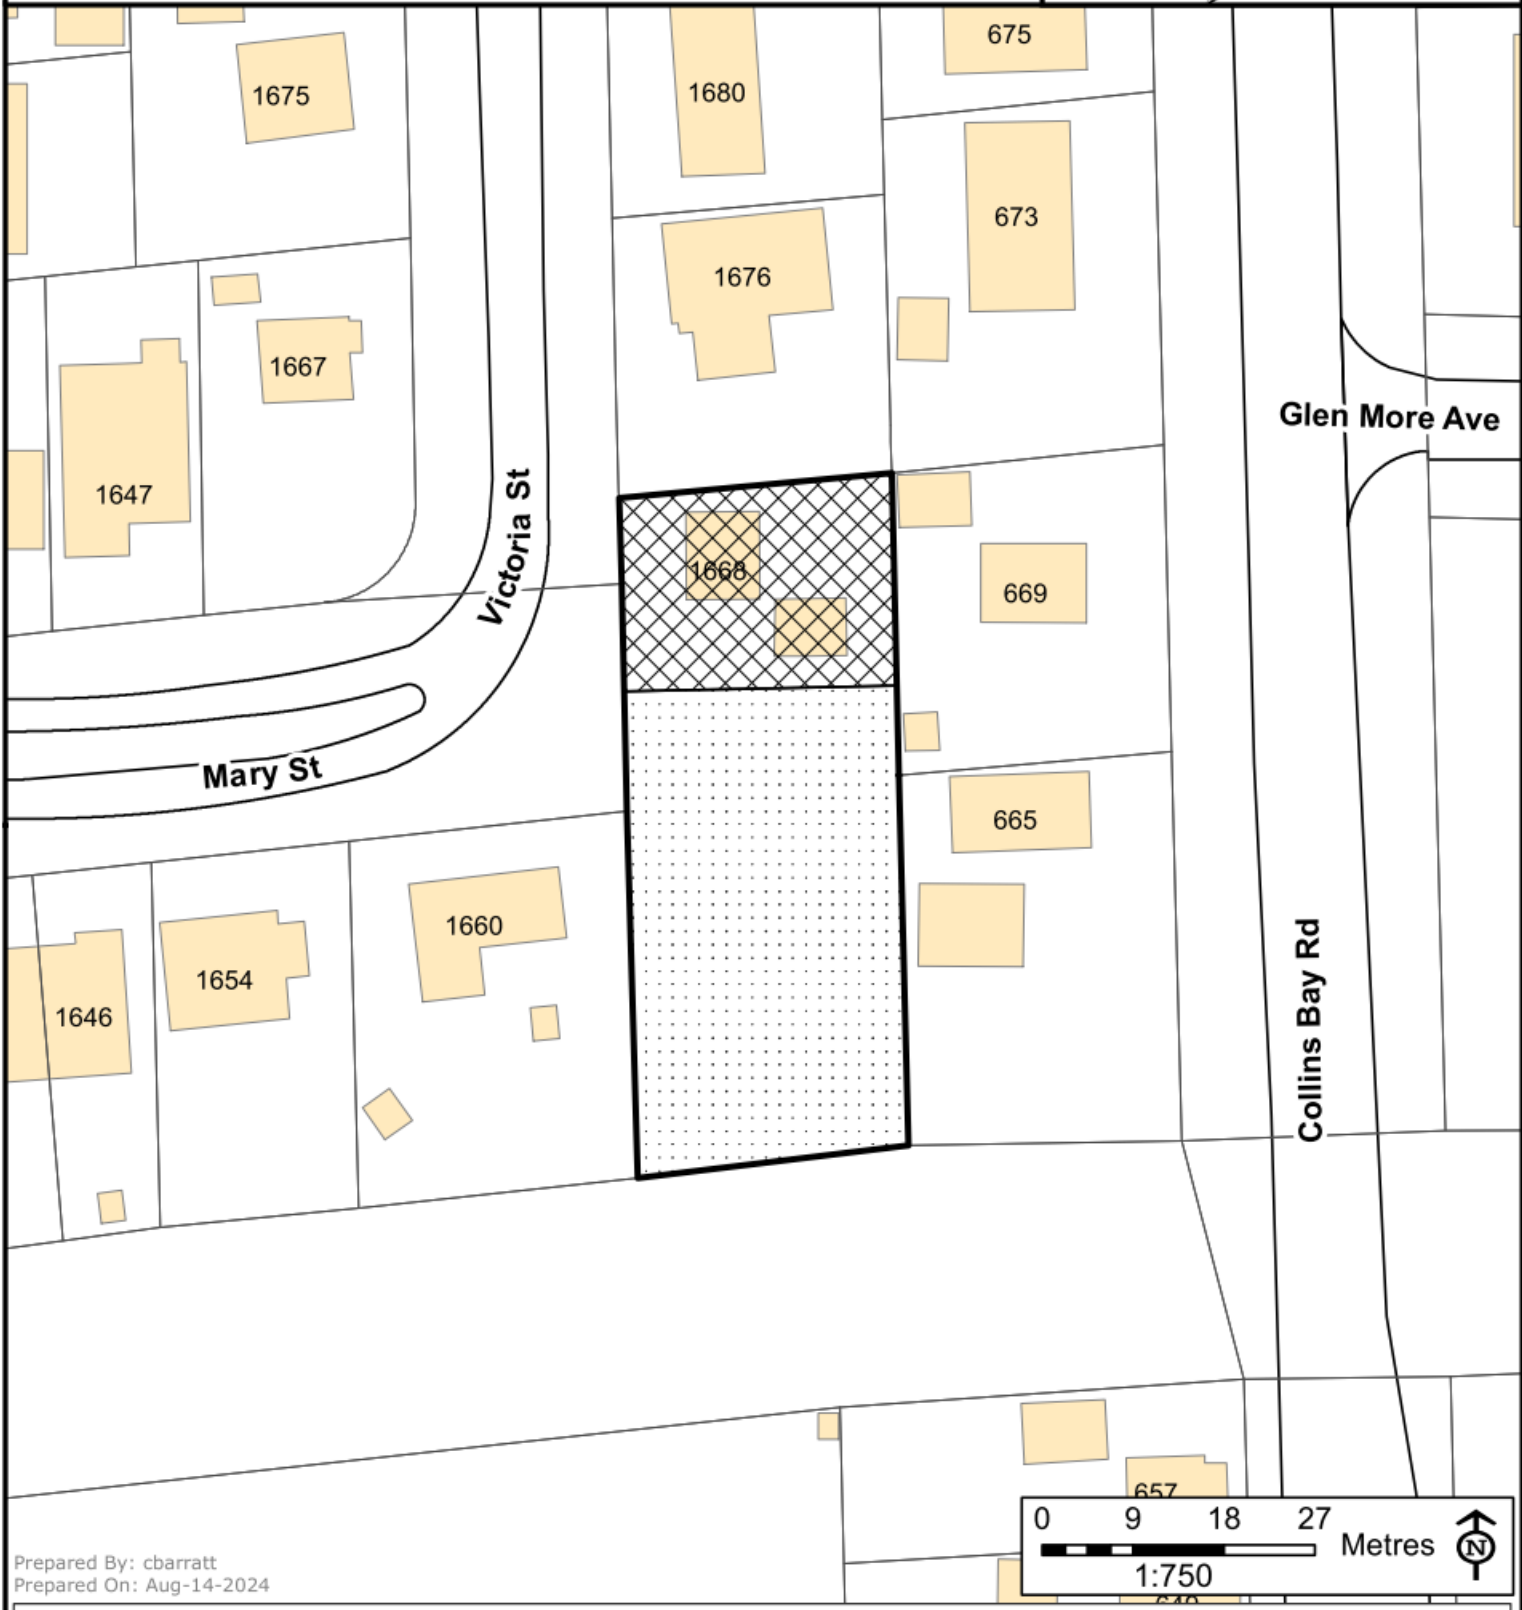 675
1675
1680
673
1676
1667
Glen More Ave
1647
Victoria St
1668
669
Mary St
665
1660
1654
Collins Bay Rd
1646
657
0 9 18 27
Metres
N
1:750
Prepared By: cbarratt
Prepared On: Aug-14-2024